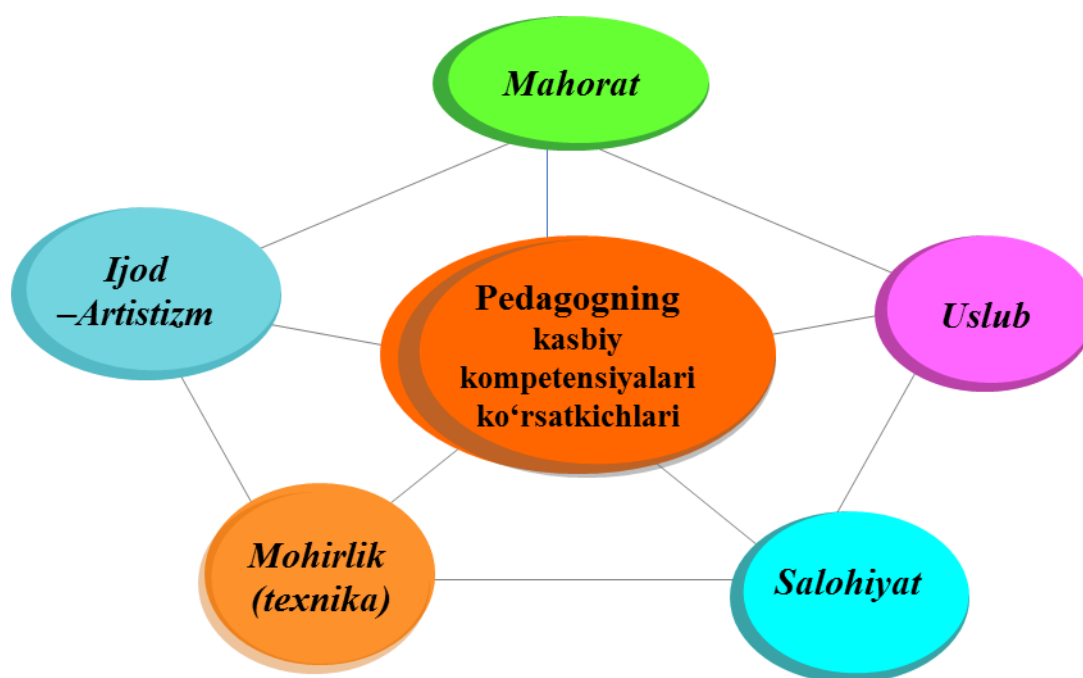 Mahorat
Ijod
–Artistizm
Pedagogning
kasbiy
kompetensiyalari
ko‘rsatkichlari
Uslub
Mohirlik
(texnika)
Salohiyat